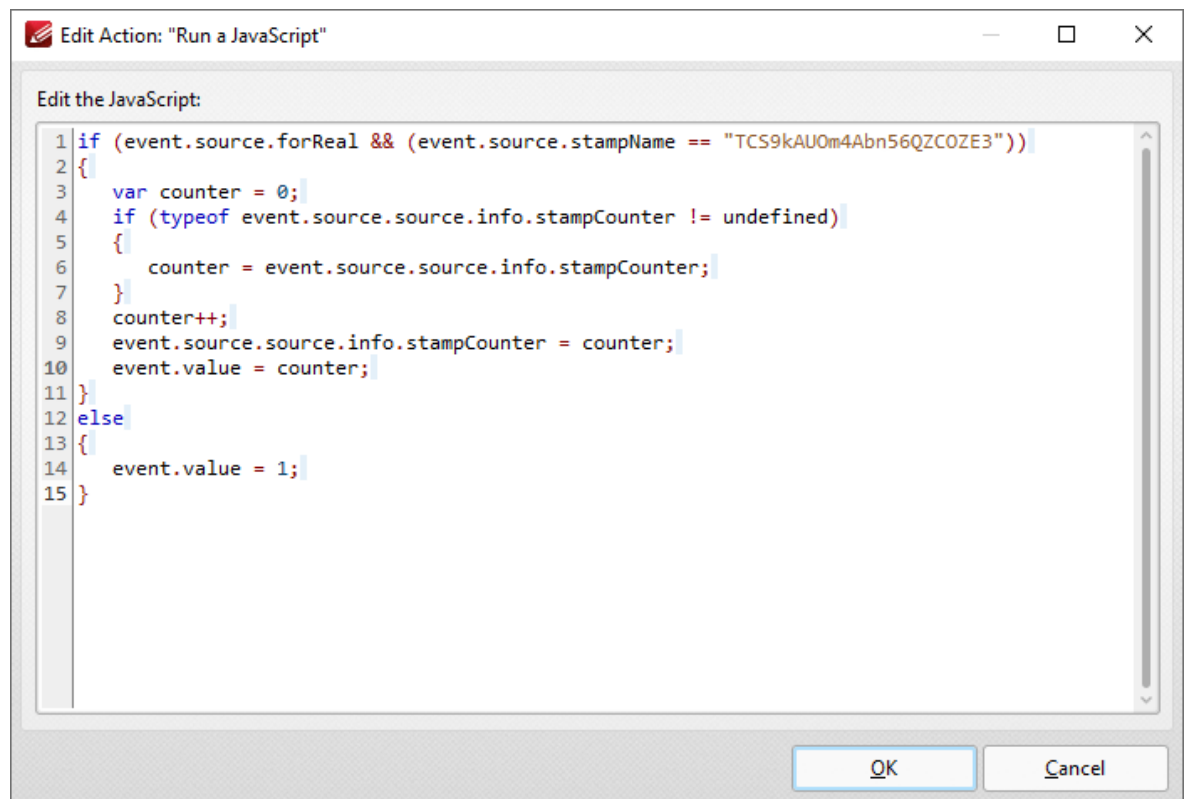 Edit Action: "Run a JavaScript"
Edit the JavaScript:
1 if (event.source.forReal && (event.source.stampName == "TCS9kAUOm4Abn56QZCOZE3"))
2 {
3    var counter = 0;
4    if (typeof event.source.source.info.stampCounter != undefined)
5    {
6       counter = event.source.source.info.stampCounter;
7    }
8    counter++;
9    event.source.source.info.stampCounter = counter;
10    event.value = counter;
11 }
12 else
13 {
14    event.value = 1;
15 }
OK Cancel